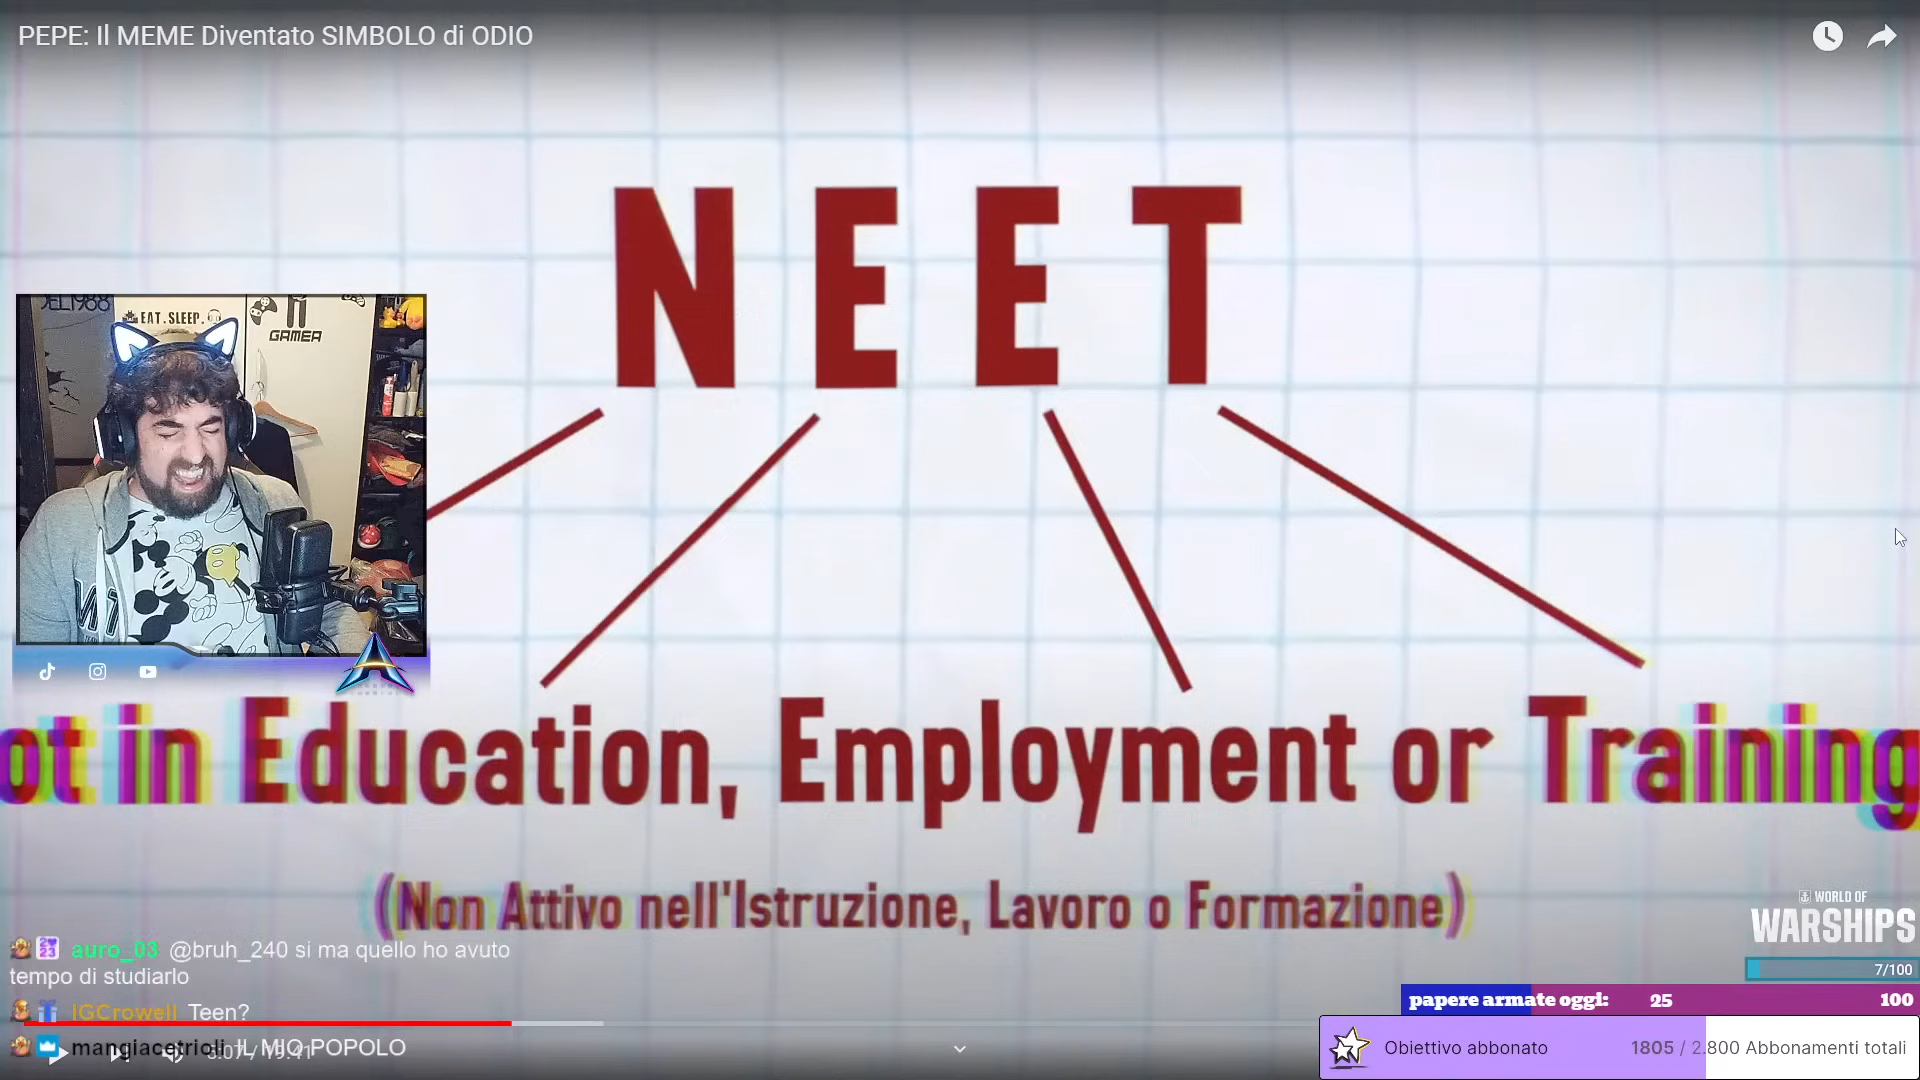 PEPE: Il MEME Diventato SIMBOLO di ODIO
NEET
EAT.SLEEP.
GAMER
ot in Education, Employment or Training
(Non Attivo nell'Istruzione, Lavoro o Formazione)
WORLD OF
WARSHIPS
7/100
auro_03 @bruh_240 si ma quello ho avuto
tempo di studiarlo
IGCrowell Teen?
mangiacetrioli IL MIO POPOLO
papere armate oggi: 25 100
Obiettivo abbonato 1805 / 2.800 Abbonamenti totali